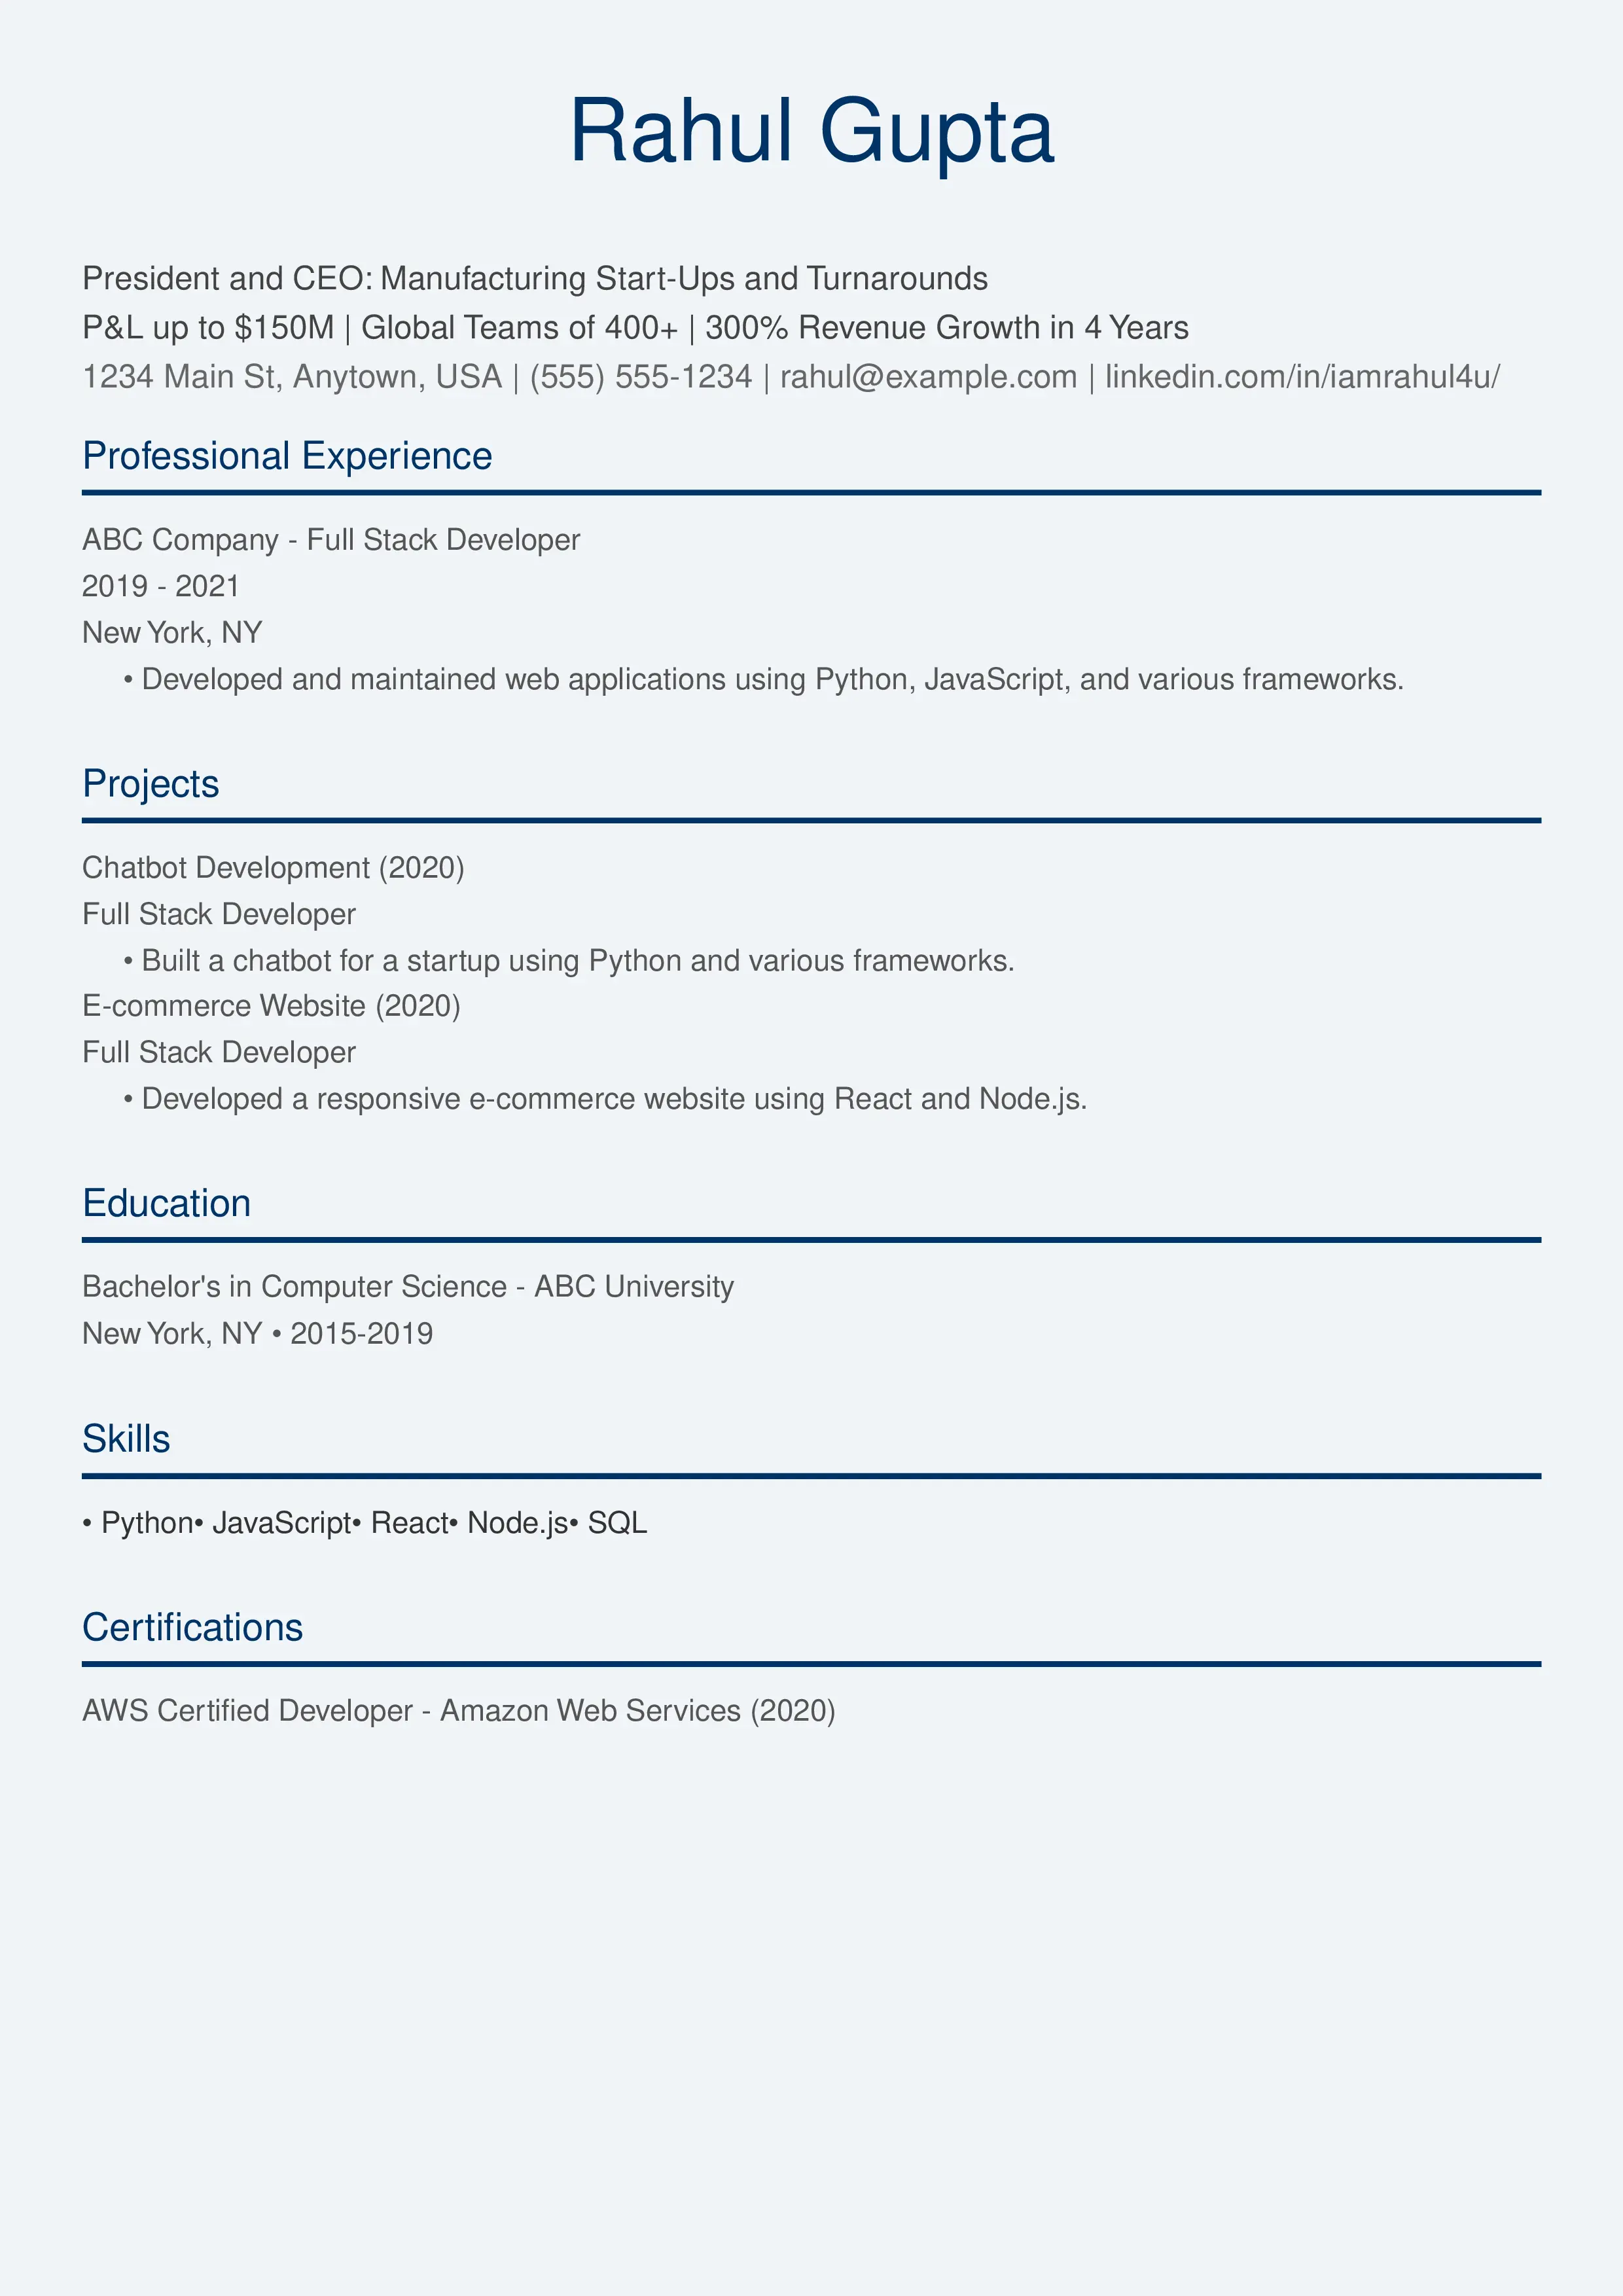 Rahul Gupta
President and CEO: Manufacturing Start-Ups and Turnarounds
P&L up to $150M | Global Teams of 400+ | 300% Revenue Growth in 4 Years
1234 Main St, Anytown, USA | (555) 555-1234 | rahul@example.com | linkedin.com/in/iamrahul4u/
Professional Experience
ABC Company - Full Stack Developer
2019 - 2021
New York, NY
• Developed and maintained web applications using Python, JavaScript, and various frameworks.
Projects
Chatbot Development (2020)
Full Stack Developer
• Built a chatbot for a startup using Python and various frameworks.
E-commerce Website (2020)
Full Stack Developer
• Developed a responsive e-commerce website using React and Node.js.
Education
Bachelor's in Computer Science - ABC University
New York, NY • 2015-2019
Skills
• Python• JavaScript• React• Node.js• SQL
Certifications
AWS Certified Developer - Amazon Web Services (2020)